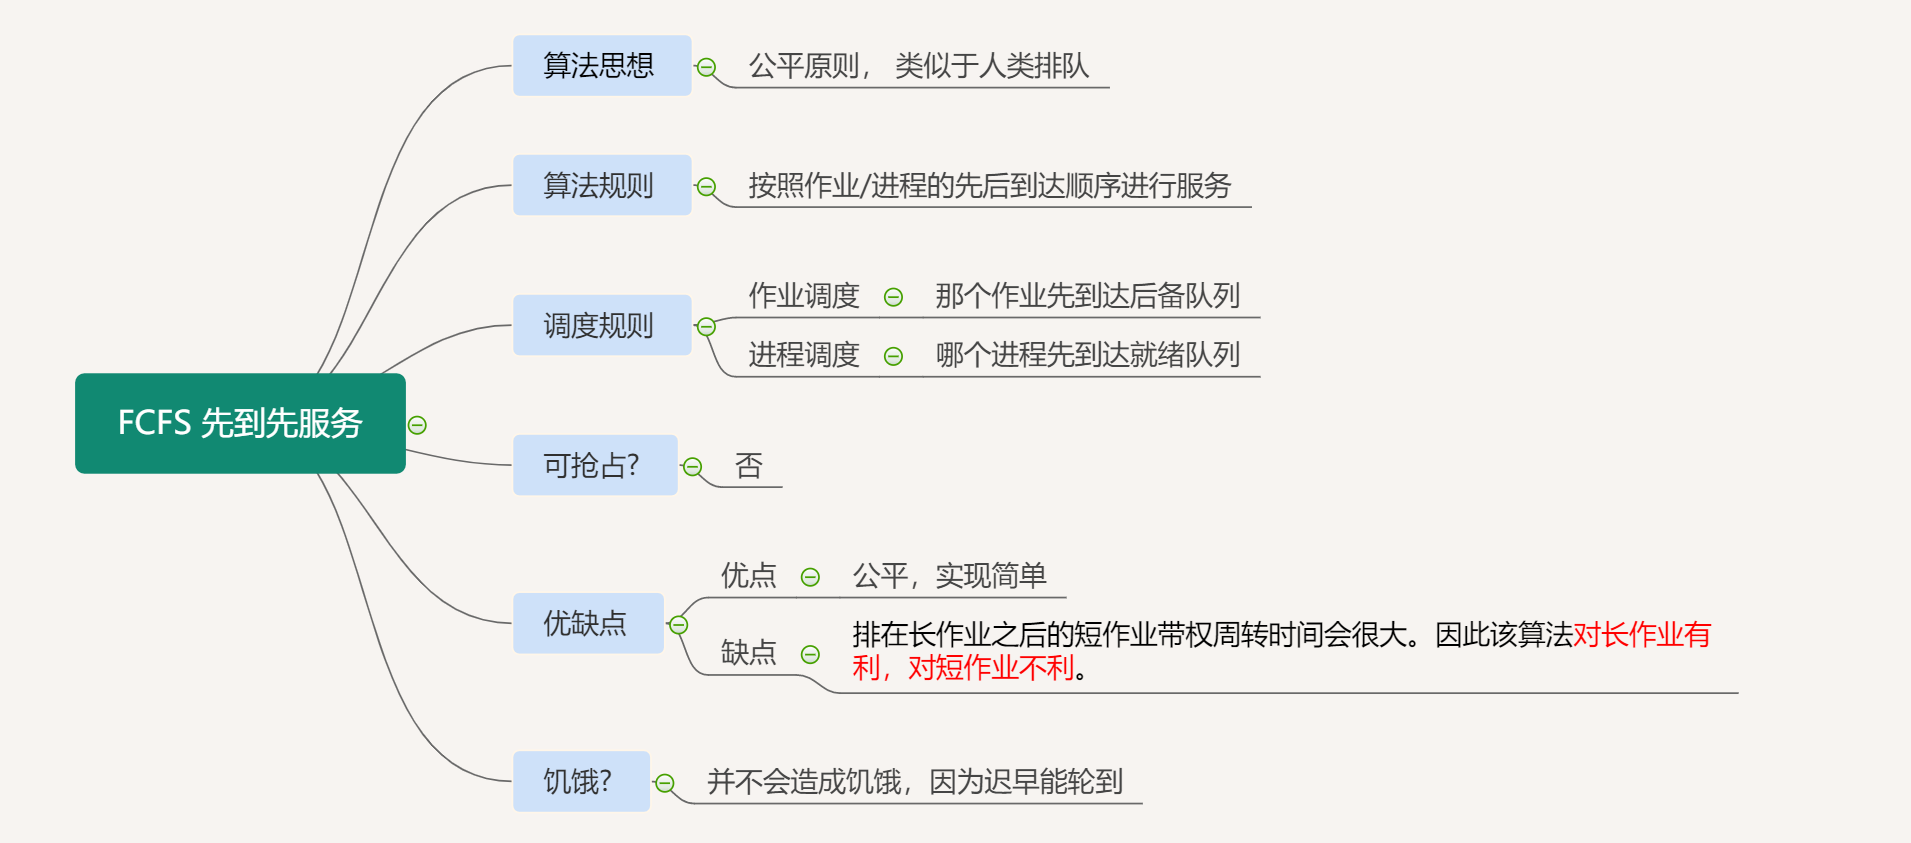 算法思想
公平原则， 类似于人类排队
算法规则
按照作业/进程的先后到达顺序进行服务
调度规则
作业调度
那个作业先到达后备队列
进程调度
哪个进程先到达就绪队列
FCFS 先到先服务
可抢占?
否
优缺点
优点
公平，实现简单
缺点
排在长作业之后的短作业带权周转时间会很大。因此该算法对长作业有
利，对短作业不利。
饥饿?
并不会造成饥饿，因为迟早能轮到